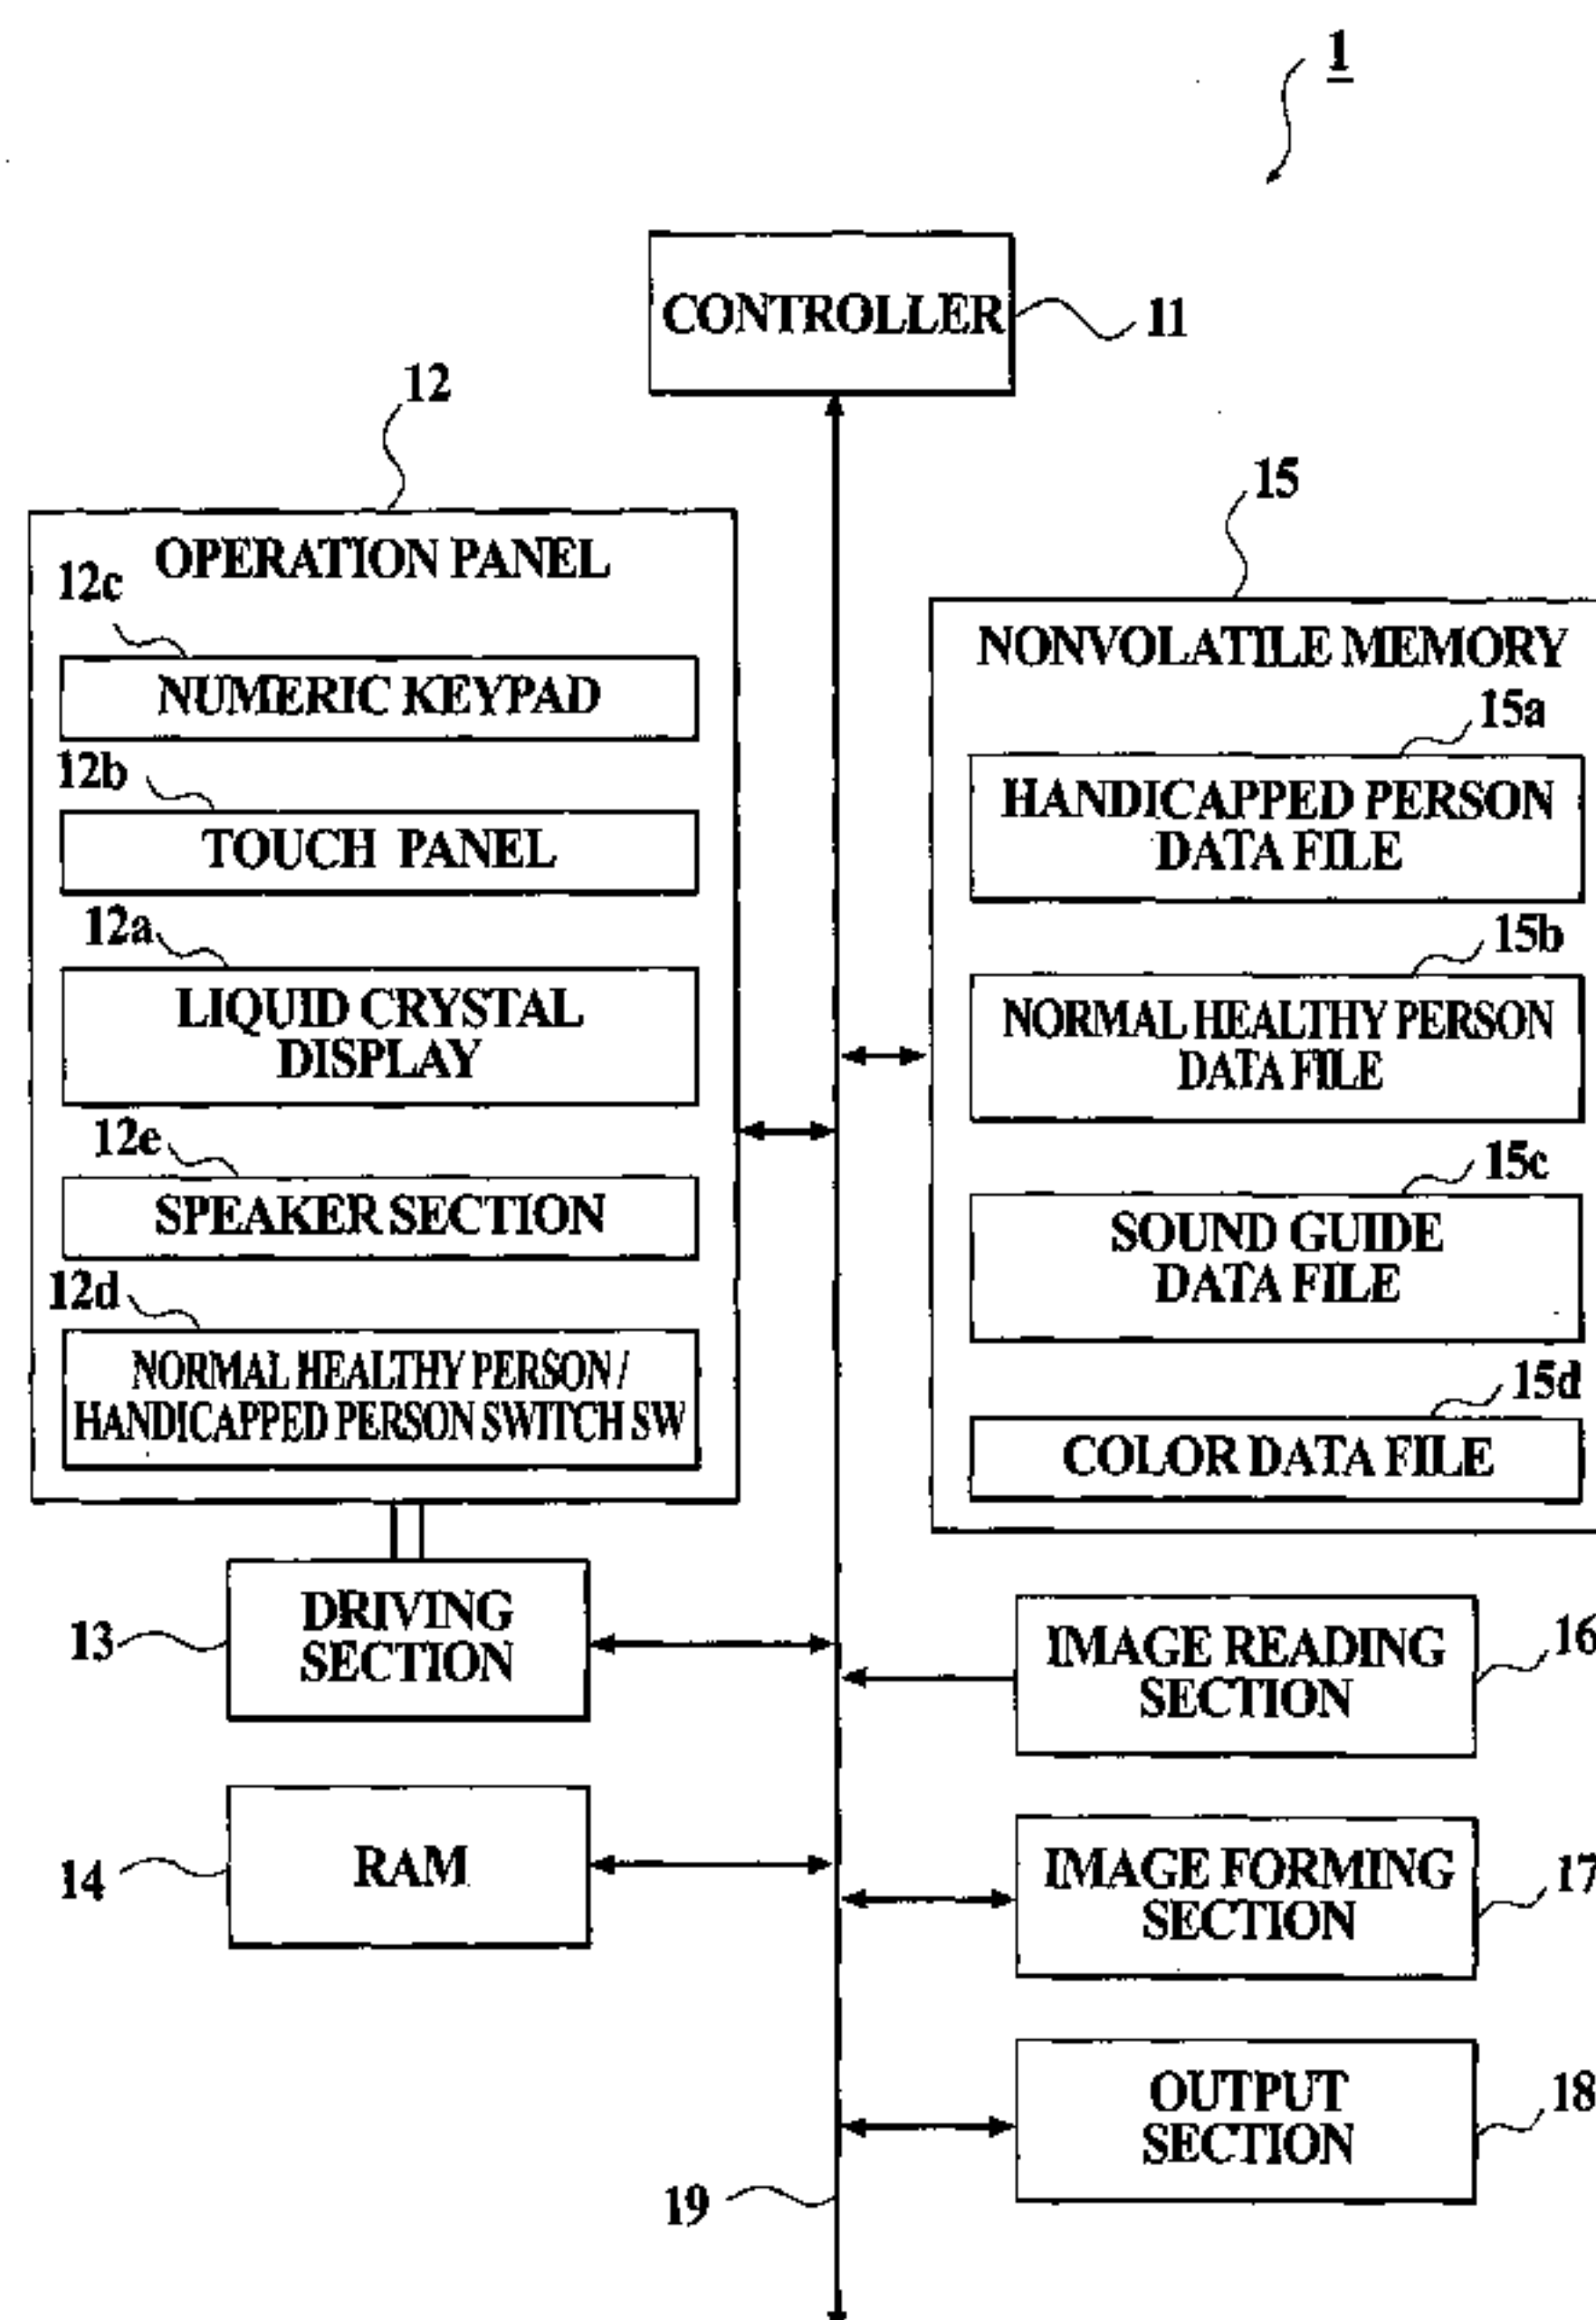 1
CONTROLLER
11
12
OPERATION PANEL
12c
NUMERIC KEYPAD
12b
TOUCH PANEL
12a
LIQUID CRYSTAL
DISPLAY
12e
SPEAKER SECTION
12d
NORMAL HEALTHY PERSON /
HANDICAPPED PERSON SWITCH SW
15
NONVOLATILE MEMORY
15a
HANDICAPPED PERSON
DATA FILE
15b
NORMAL HEALTHY PERSON
DATA FILE
15c
SOUND GUIDE
DATA FILE
15d
COLOR DATA FILE
13
DRIVING
SECTION
14
RAM
IMAGE READING
SECTION
16
IMAGE FORMING
SECTION
17
OUTPUT
SECTION
18
19